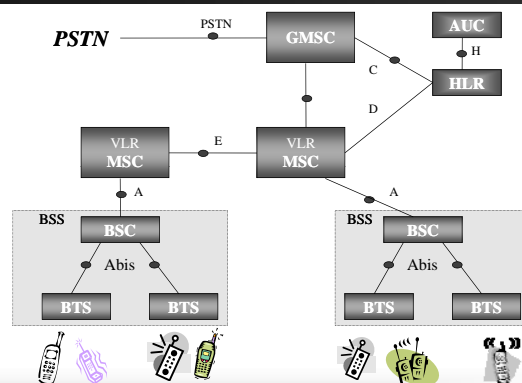 PSTN
PSTN
GMSC
AUC
H
C
HLR
D
VLR
MSC
E
VLR
MSC
A
A
BSS
BSC
Abis
BTS
BTS
BSS
BSC
Abis
BTS
BTS